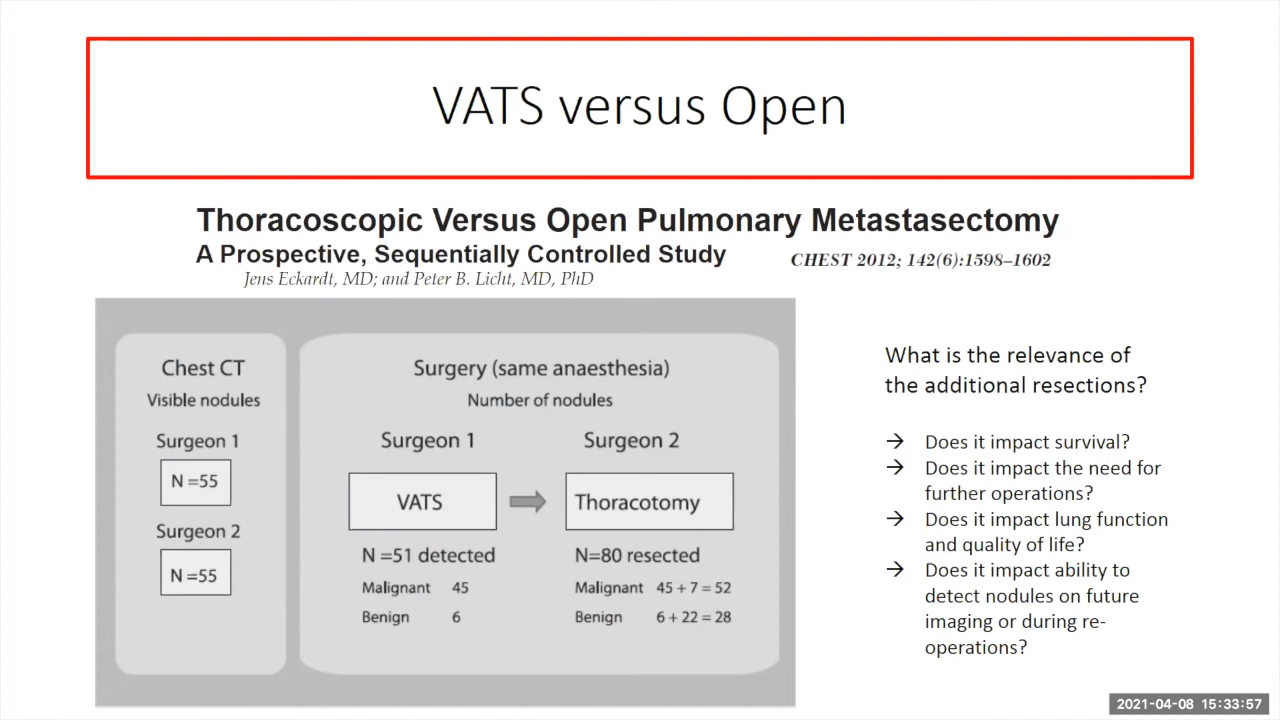 VATS versus Open
Thoracoscopic Versus Open Pulmonary Metastasectomy
A Prospective, Sequentially Controlled Study
CHEST 2012; 142(6):1598–1602
Jens Eckardt, MD; and Peter B. Licht, MD, PhD
Chest CT
Visible nodules
Surgeon 1
N =55
Surgeon 2
N =55
Surgery (same anaesthesia)
Number of nodules
Surgeon 1
VATS
N =51 detected
Malignant 45
Benign 6
Surgeon 2
Thoracotomy
N=80 resected
Malignant 45 + 7 = 52
Benign 6 + 22 = 28
What is the relevance of
the additional resections?
→ Does it impact survival?
→ Does it impact the need for
further operations?
→ Does it impact lung function
and quality of life?
→ Does it impact ability to
detect nodules on future
imaging or during re-
operations?
2021-04-08 15:33:57